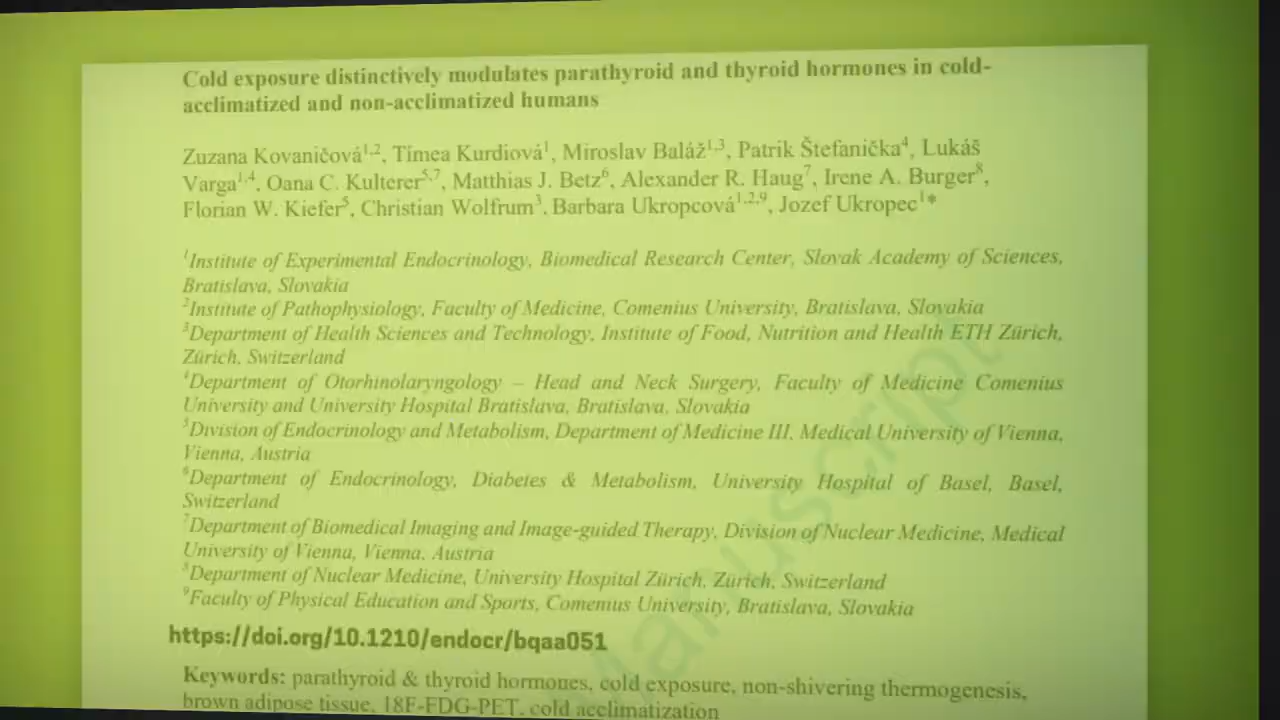 Cold exposure distinctively modulates parathyroid and thyroid hormones in cold-
acclimatized and non-acclimatized humans
Zuzana Kovaničová1,2, Tímea Kurdiová1, Miroslav Baláž1,3, Patrik Štefanička4, Lukáš
Varga1,4, Oana C. Kulterer5,7, Matthias J. Betz6, Alexander R. Haug7, Irene A. Burger8,
Florian W. Kiefer5, Christian Wolfrum3, Barbara Ukropcová1,2,9, Jozef Ukropec1*
1Institute of Experimental Endocrinology, Biomedical Research Center, Slovak Academy of Sciences,
Bratislava, Slovakia
2Institute of Pathophysiology, Faculty of Medicine, Comenius University, Bratislava, Slovakia
3Department of Health Sciences and Technology, Institute of Food, Nutrition and Health ETH Zürich,
Zürich, Switzerland
4Department of Otorhinolaryngology – Head and Neck Surgery, Faculty of Medicine Comenius
University and University Hospital Bratislava, Bratislava, Slovakia
5Division of Endocrinology and Metabolism, Department of Medicine III, Medical University of Vienna,
Vienna, Austria
6Department of Endocrinology, Diabetes & Metabolism, University Hospital of Basel, Basel,
Switzerland
7Department of Biomedical Imaging and Image-guided Therapy, Division of Nuclear Medicine, Medical
University of Vienna, Vienna, Austria
8Department of Nuclear Medicine, University Hospital Zürich, Zürich, Switzerland
9Faculty of Physical Education and Sports, Comenius University, Bratislava, Slovakia
https://doi.org/10.1210/endocr/bqaa051
Keywords: parathyroid & thyroid hormones, cold exposure, non-shivering thermogenesis,
brown adipose tissue, 18F-FDG-PET, cold acclimatization
Manuscript